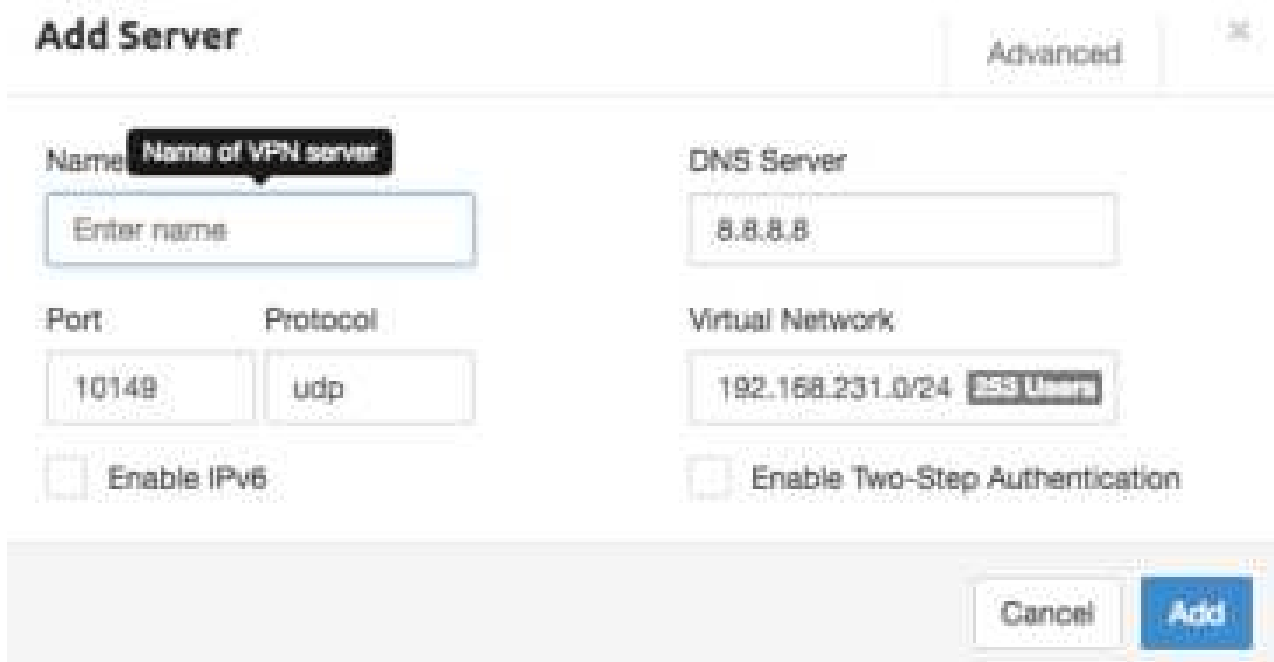 Add Server
Advanced
×
Name
Name of VPN server
DNS Server
Enter name
8.8.8.8
Port
Protocol
Virtual Network
10149
udp
192.168.231.0/24
Users
Enable IPv6
Enable Two-Step Authentication
Cancel
Add